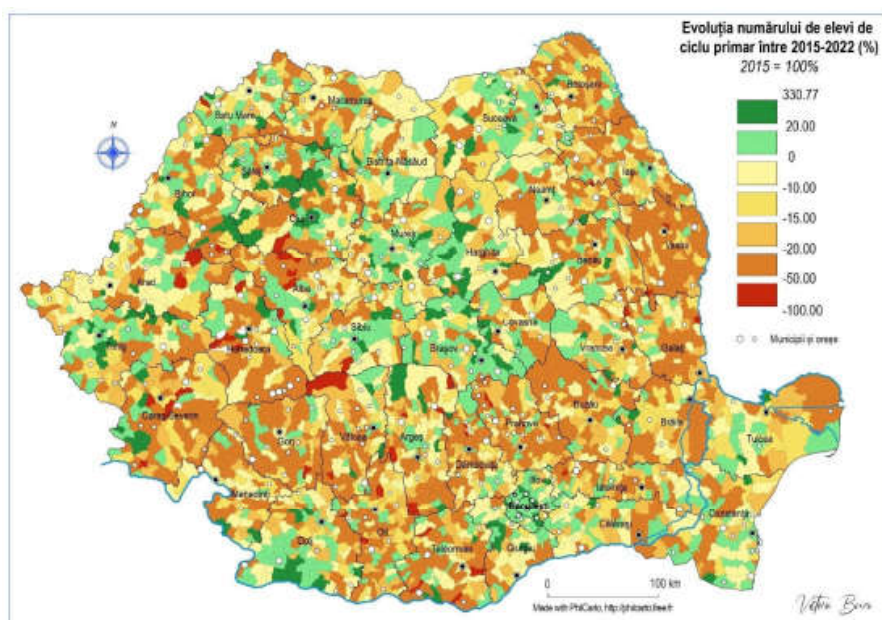 Evoluția numărului de elevi de
ciclu primar între 2015-2022 (%)
2015 = 100%
330.77
20.00
0
-10.00
-15.00
-20.00
-50.00
-100.00
Municipii și orașe
N
Satu Mare
Maramureș
Botoșani
Suceava
Bistrița-Năsăud
Sălaj
Iași
Bihor
Neamț
Cluj
Mureș
Vaslui
Harghita
Bacău
Arad
Alba
Covasna
Sibiu
Timiș
Hunedoara
Brașov
Vrancea
Galați
Caraș-Severin
Buzău
Prahova
Brăila
Tulcea
Gorj
Vâlcea
Argeș
Dâmbovița
Mehedinți
Ilfov
Ialomița
București
Constanța
Călărași
Dolj
Olt
Teleorman
Giurgiu
0 100 km
Made with PhilCarto, http://philcarto.free.fr